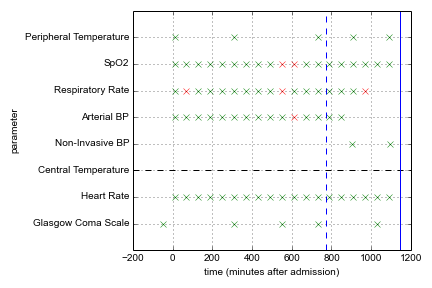 Peripheral Temperature
SpO2
Respiratory Rate
Arterial BP
Non-Invasive BP
Central Temperature
Heart Rate
Glasgow Coma Scale
parameter
−200 0 200 400 600 800 1000 1200
time (minutes after admission)